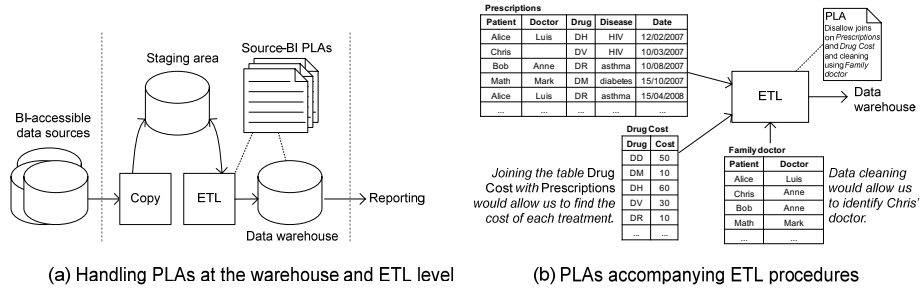 Staging area
Source-BI PLAs
BI-accessible
data sources
Copy
ETL
Data warehouse
Reporting
(a) Handling PLAs at the warehouse and ETL level
Prescriptions
Patient Doctor Drug Disease Date
Alice Luis DH HIV 12/02/2007
Chris DV HIV 10/03/2007
Bob Anne DR asthma 10/08/2007
Math Mark DM diabetes 15/10/2007
Alice Luis DR asthma 15/04/2008
... ... ... ... ...
PLA
Disallow joins
on Prescriptions
and Drug Cost
and cleaning
using Family
doctor
ETL
Data
warehouse
Drug Cost
Drug Cost
DD 50
DM 10
DH 60
DV 30
DR 10
... ...
Joining the table Drug
Cost with Prescriptions
would allow us to find the
cost of each treatment.
Family doctor
Patient Doctor
Alice Luis
Chris Anne
Bob Anne
Math Mark
... ...
Data cleaning
would allow us
to identify Chris'
doctor.
(b) PLAs accompanying ETL procedures